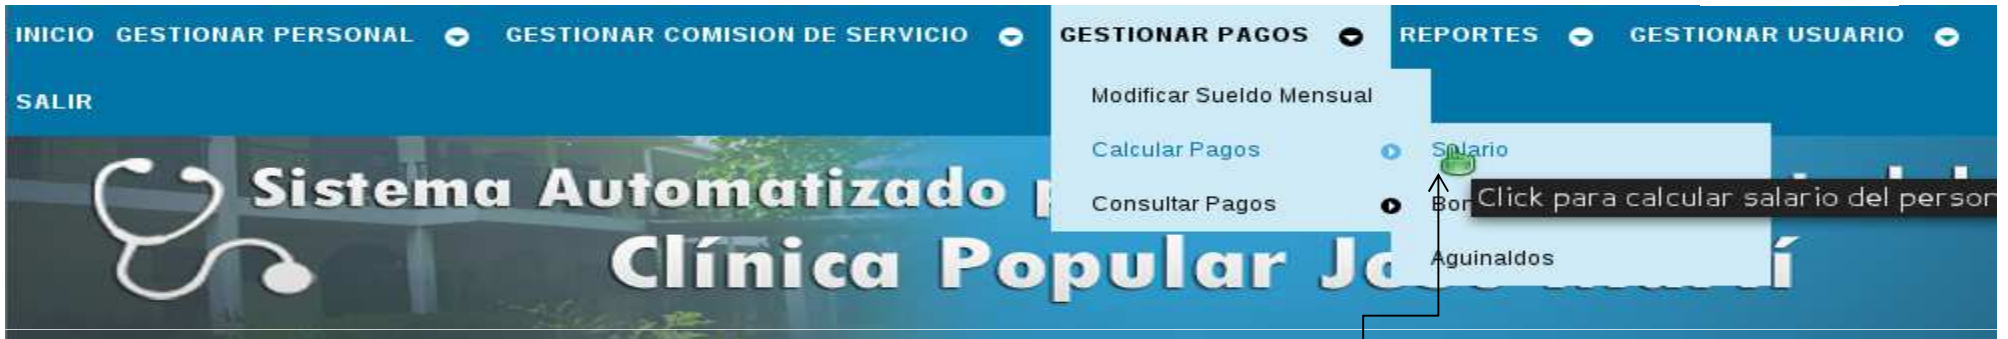 INICIO GESTIONAR PERSONAL GESTIONAR COMISION DE SERVICIO GESTIONAR PAGOS REPORTES GESTIONAR USUARIO
SALIR
Modificar Sueldo Mensual
Calcular Pagos
Consultar Pagos
Salario
Click para calcular salario del person
Aguinaldos
Sistema Automatizado p
Clínica Popular